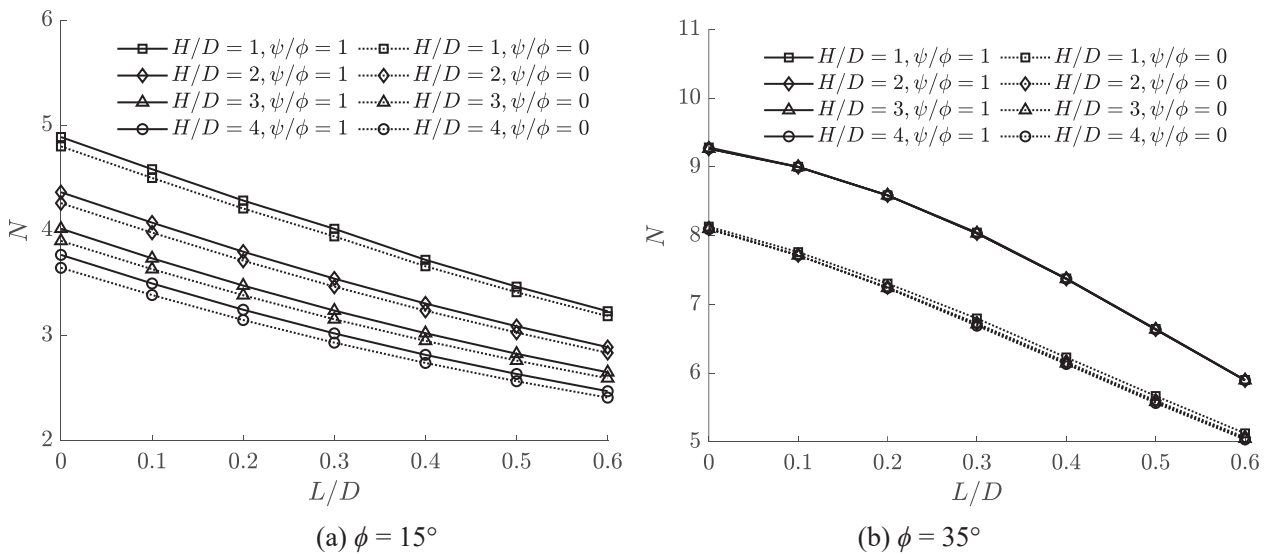 6
5
4
3
2
N
H/D = 1, ψ/ϕ = 1 H/D = 1, ψ/ϕ = 0
H/D = 2, ψ/ϕ = 1 H/D = 2, ψ/ϕ = 0
H/D = 3, ψ/ϕ = 1 H/D = 3, ψ/ϕ = 0
H/D = 4, ψ/ϕ = 1 H/D = 4, ψ/ϕ = 0
0 0.1 0.2 0.3 0.4 0.5 0.6
L/D
(a) ϕ = 15°
11
10
9
8
7
6
5
N
H/D = 1, ψ/ϕ = 1 H/D = 1, ψ/ϕ = 0
H/D = 2, ψ/ϕ = 1 H/D = 2, ψ/ϕ = 0
H/D = 3, ψ/ϕ = 1 H/D = 3, ψ/ϕ = 0
H/D = 4, ψ/ϕ = 1 H/D = 4, ψ/ϕ = 0
0 0.1 0.2 0.3 0.4 0.5 0.6
L/D
(b) ϕ = 35°